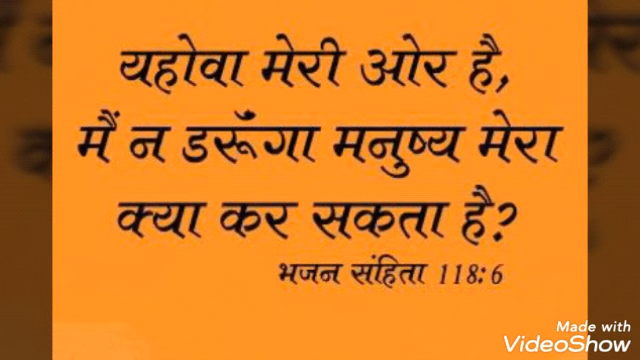 यहोवा मेरी ओर है,
मैं न डरूँगा मनुष्य मेरा
क्या कर सकता है?
भजन संहिता 118:6
Made with
VideoShow